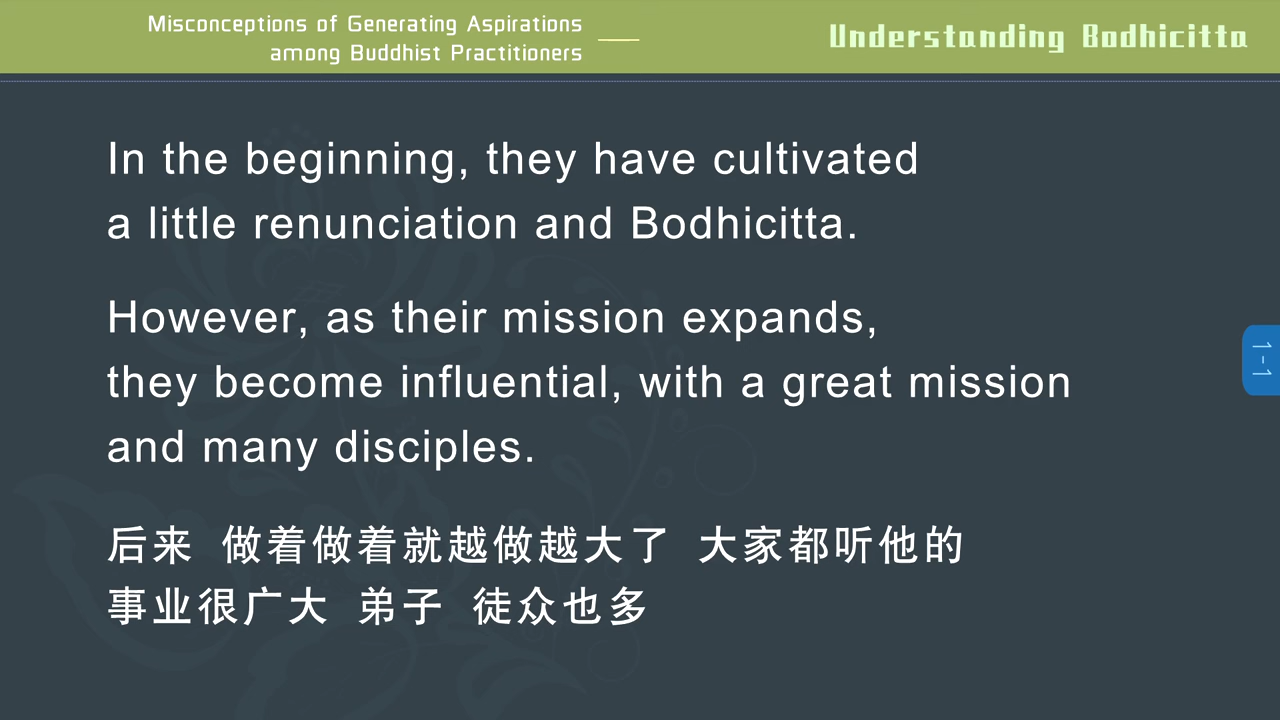 Misconceptions of Generating Aspirations
among Buddhist Practitioners
Understanding Bodhicitta
In the beginning, they have cultivated
a little renunciation and Bodhicitta.
However, as their mission expands,
they become influential, with a great mission
and many disciples.
后来 做着做着就越做越大了 大家都听他的
事业很广大 弟子 徒众也多
1-1